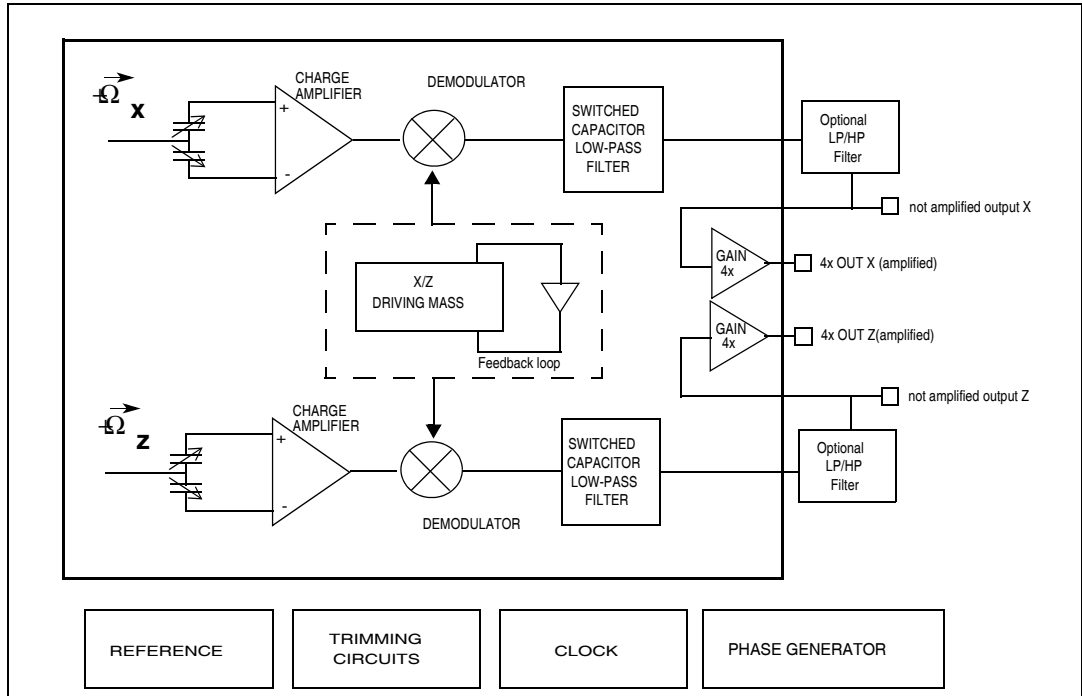 CHARGE
AMPLIFIER
DEMODULATOR
+Ω X
+
-
SWITCHED
CAPACITOR
LOW-PASS
FILTER
Optional
LP/HP
Filter
not amplified output X
GAIN
4x
4x OUT X (amplified)
X/Z
DRIVING MASS
Feedback loop
GAIN
4x
4x OUT Z(amplified)
not amplified output Z
CHARGE
AMPLIFIER
+Ω Z
+
-
DEMODULATOR
SWITCHED
CAPACITOR
LOW-PASS
FILTER
Optional
LP/HP
Filter
REFERENCE
TRIMMING
CIRCUITS
CLOCK
PHASE GENERATOR